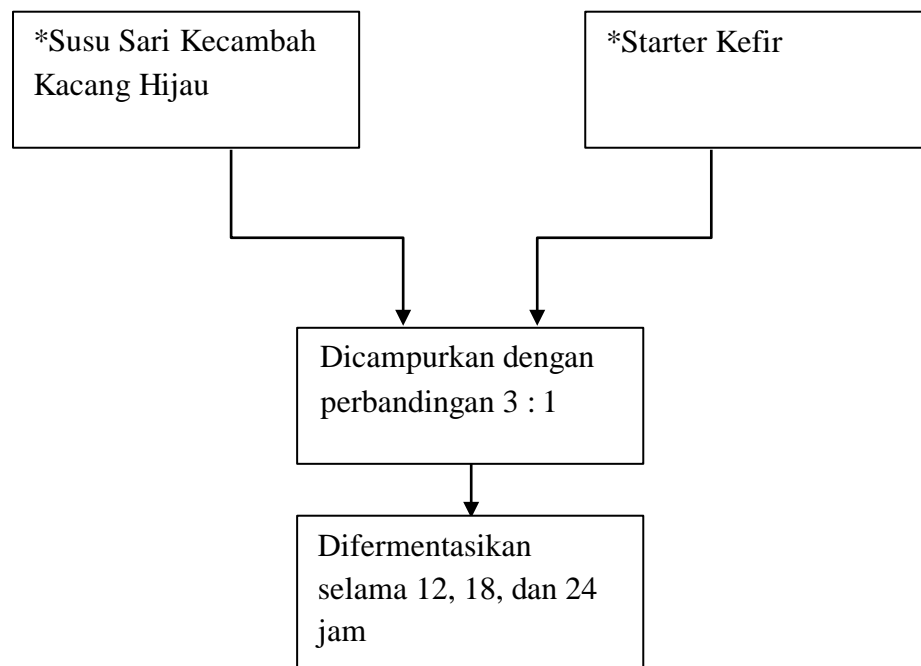 *Susu Sari Kecambah
Kacang Hijau
*Starter Kefir
Dicampurkan dengan
perbandingan 3 : 1
Difermentasikan
selama 12, 18, dan 24
jam